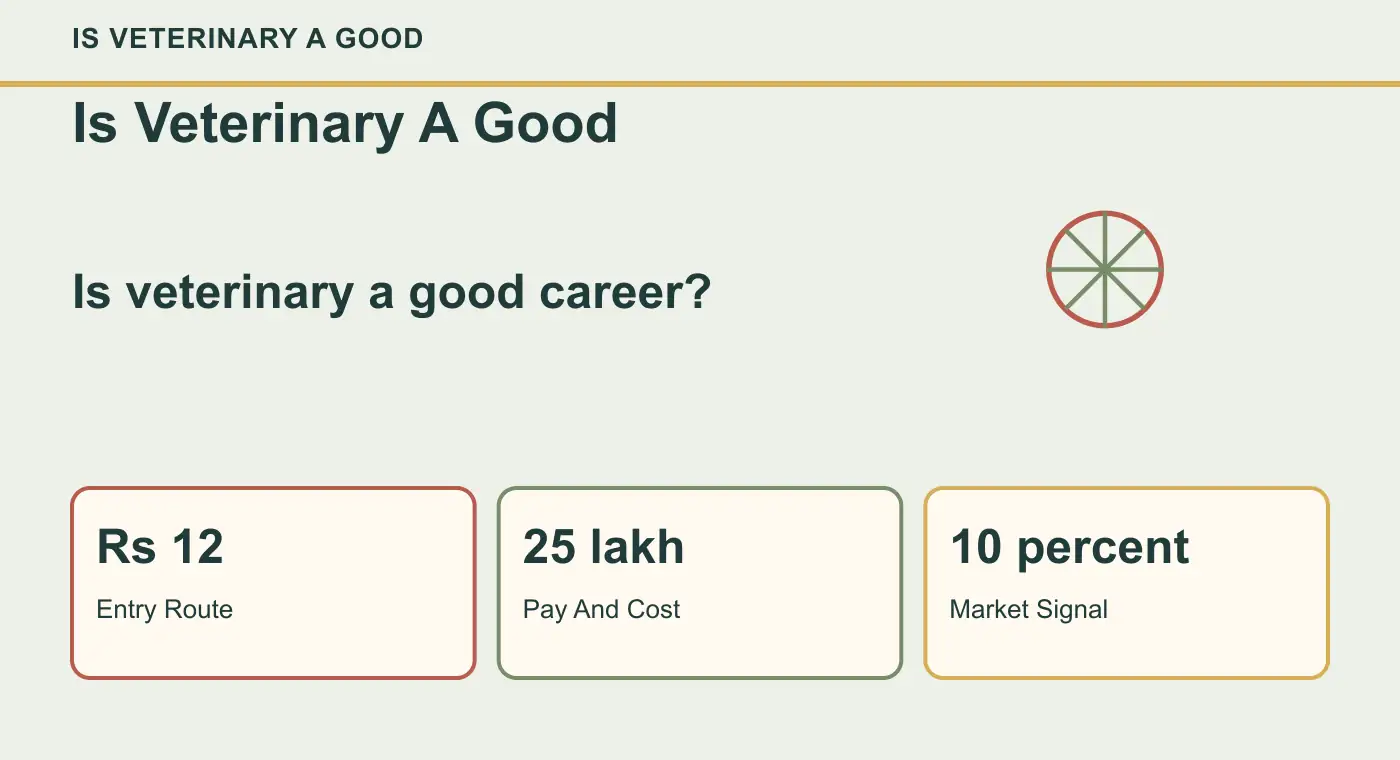 IS VETERINARY A GOOD
Is Veterinary A Good
Is veterinary a good career?
Rs 12
Entry Route
25 lakh
Pay And Cost
10 percent
Market Signal